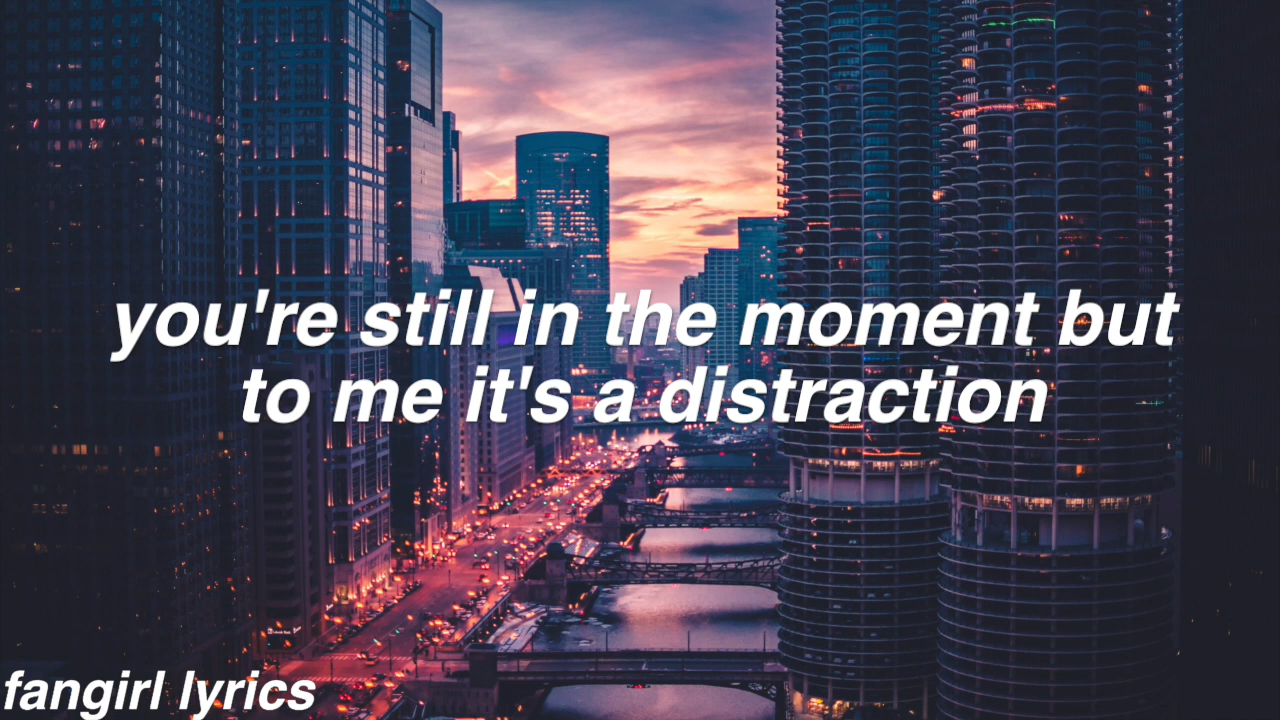 you're still in the moment but
to me it's a distraction
fangirl lyrics